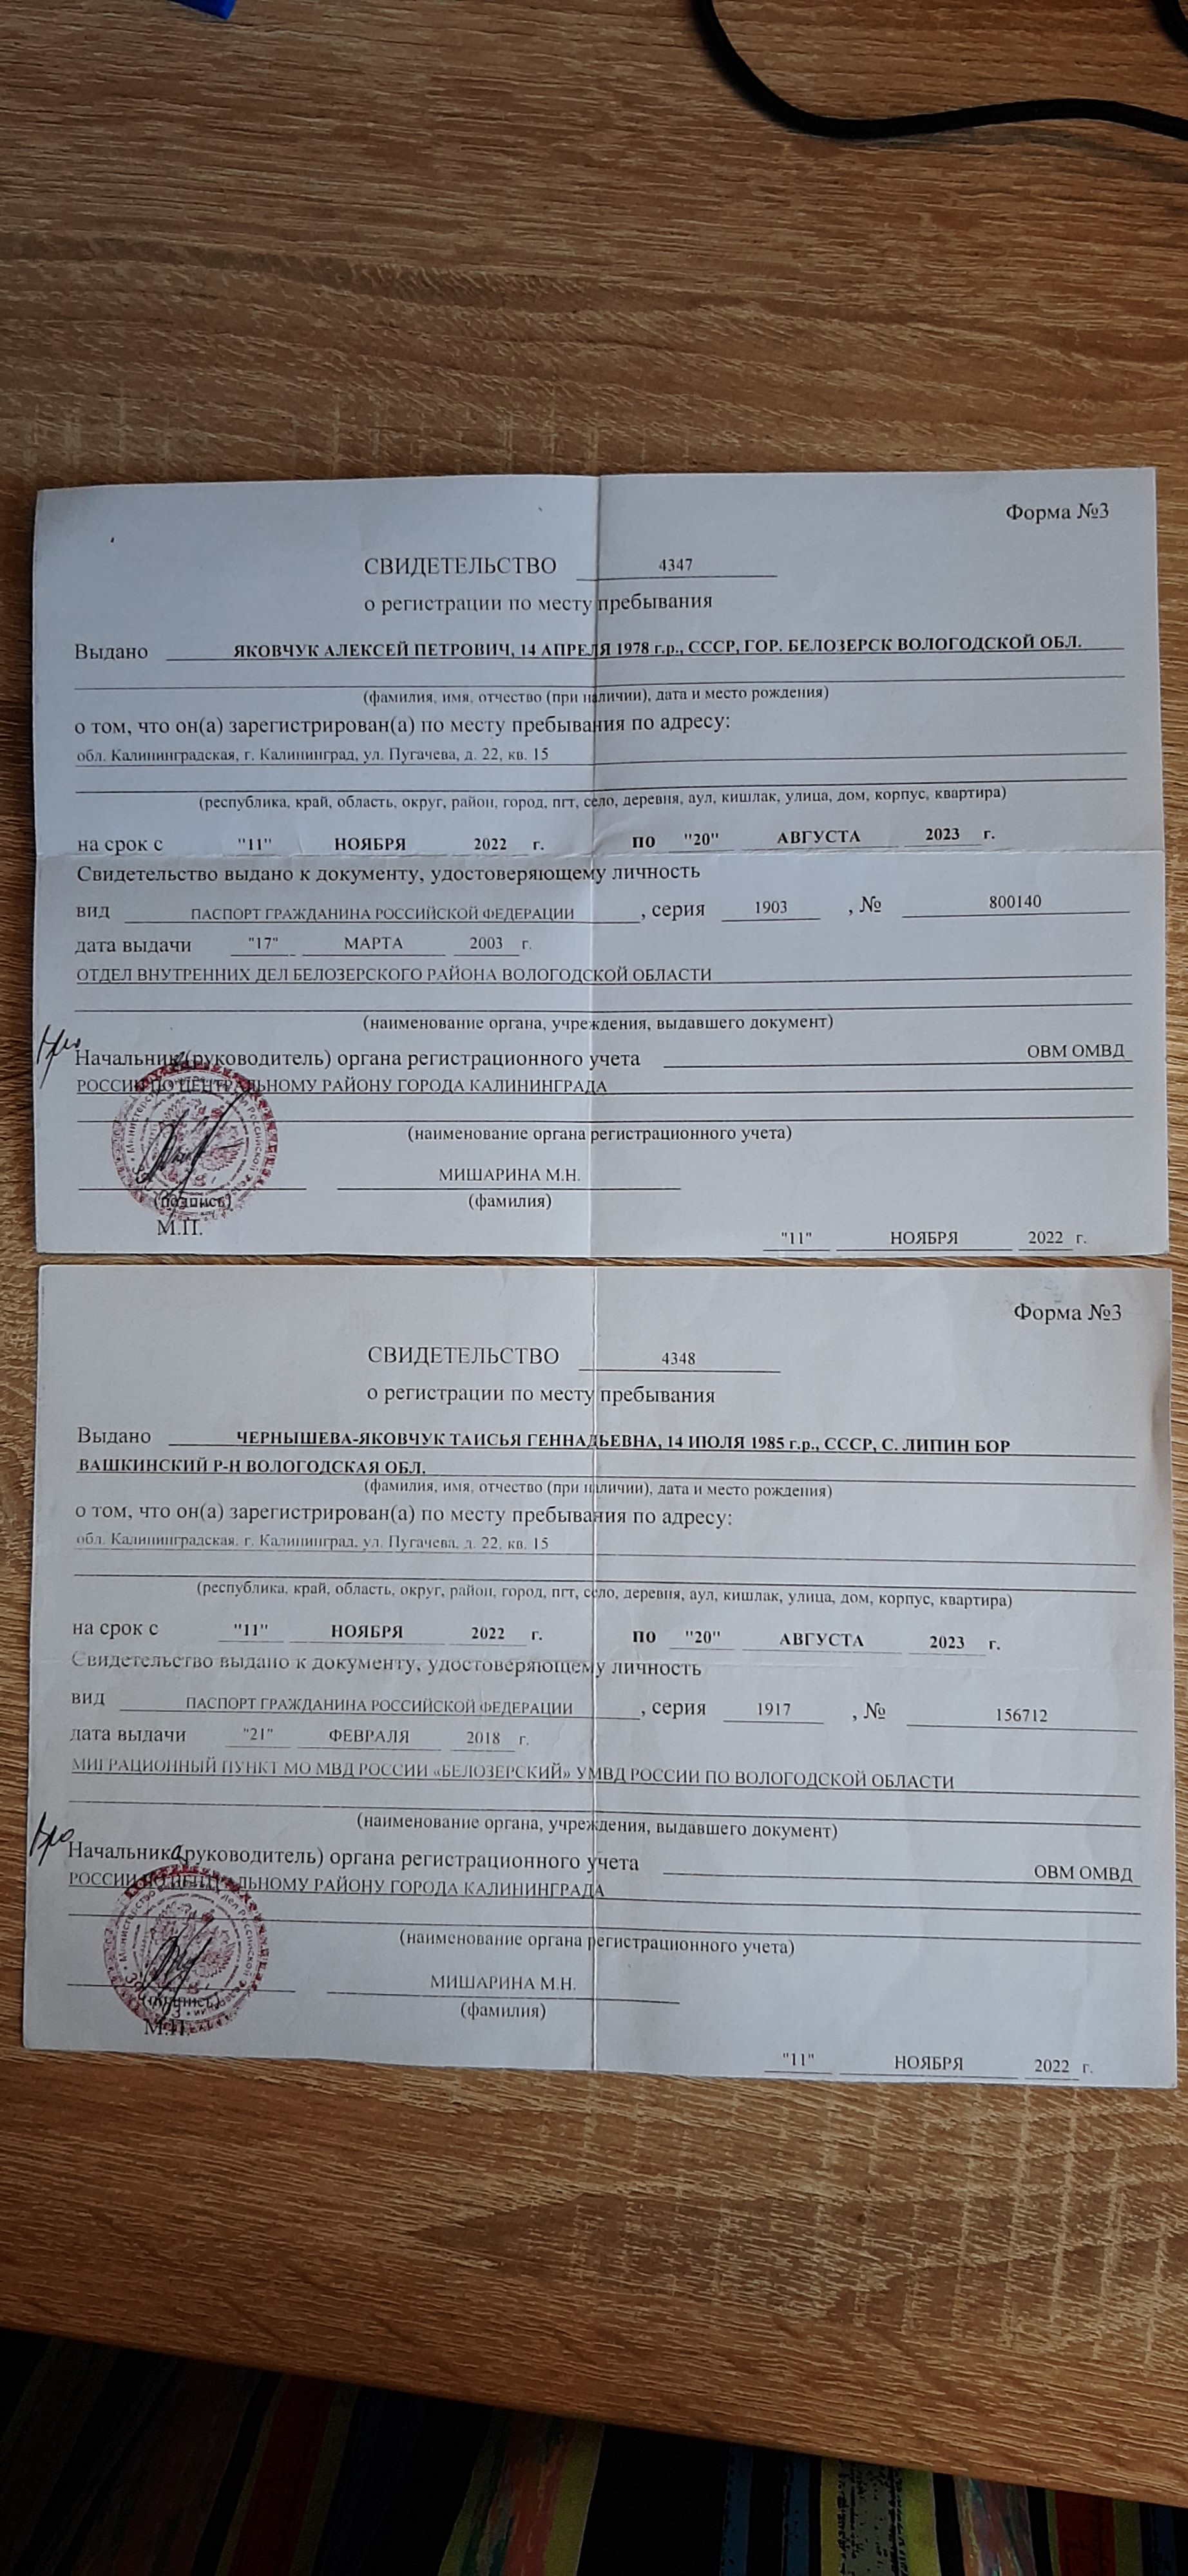 Форма №3
СВИДЕТЕЛЬСТВО 4347
о регистрации по месту пребывания
Выдано ЯКОВЧУК АЛЕКСЕЙ ПЕТРОВИЧ, 14 АПРЕЛЯ 1978 г.р., СССР, ГОР. БЕЛОЗЕРСК ВОЛОГОДСКОЙ ОБЛ.
(фамилия, имя, отчество (при наличии), дата и место рождения)
о том, что он(а) зарегистрирован(а) по месту пребывания по адресу:
обл. Калининградская, г. Калининград, ул. Пугачева, д. 22, кв. 15
(республика, край, область, округ, район, город, пгт, село, деревня, аул, кишлак, улица, дом, корпус, квартира)
на срок с "11" НОЯБРЯ 2022 г. по "20" АВГУСТА 2023 г.
Свидетельство выдано к документу, удостоверяющему личность
вид ПАСПОРТ ГРАЖДАНИНА РОССИЙСКОЙ ФЕДЕРАЦИИ, серия 1903, № 800140
дата выдачи "17" МАРТА 2003 г.
ОТДЕЛ ВНУТРЕННИХ ДЕЛ БЕЛОЗЕРСКОГО РАЙОНА ВОЛОГОДСКОЙ ОБЛАСТИ
(наименование органа, учреждения, выдавшего документ)
Начальник (руководитель) органа регистрационного учета ОВМ ОМВД
РОССИИ ПО ЦЕНТРАЛЬНОМУ РАЙОНУ ГОРОДА КАЛИНИНГРАДА
(наименование органа регистрационного учета)
МИШАРИНА М.Н.
(подпись) (фамилия)
М.П.
"11" НОЯБРЯ 2022 г.
Форма №3
СВИДЕТЕЛЬСТВО 4348
о регистрации по месту пребывания
Выдано ЧЕРНЫШЕВА-ЯКОВЧУК ТАИСЬЯ ГЕННАДЬЕВНА, 14 ИЮЛЯ 1985 г.р., СССР, С. ЛИПИН БОР
ВАШКИНСКИЙ Р-Н ВОЛОГОДСКАЯ ОБЛ.
(фамилия, имя, отчество (при наличии), дата и место рождения)
о том, что он(а) зарегистрирован(а) по месту пребывания по адресу:
обл. Калининградская, г. Калининград, ул. Пугачева, д. 22, кв. 15
(республика, край, область, округ, район, город, пгт, село, деревня, аул, кишлак, улица, дом, корпус, квартира)
на срок с "11" НОЯБРЯ 2022 г. по "20" АВГУСТА 2023 г.
Свидетельство выдано к документу, удостоверяющему личность
вид ПАСПОРТ ГРАЖДАНИНА РОССИЙСКОЙ ФЕДЕРАЦИИ, серия 1917, № 156712
дата выдачи "21" ФЕВРАЛЯ 2018 г.
МИГРАЦИОННЫЙ ПУНКТ МО МВД РОССИИ «БЕЛОЗЕРСКИЙ» УМВД РОССИИ ПО ВОЛОГОДСКОЙ ОБЛАСТИ
(наименование органа, учреждения, выдавшего документ)
Начальник (руководитель) органа регистрационного учета ОВМ ОМВД
РОССИИ ПО ЦЕНТРАЛЬНОМУ РАЙОНУ ГОРОДА КАЛИНИНГРАДА
(наименование органа регистрационного учета)
МИШАРИНА М.Н.
(подпись) (фамилия)
М.П.
"11" НОЯБРЯ 2022 г.